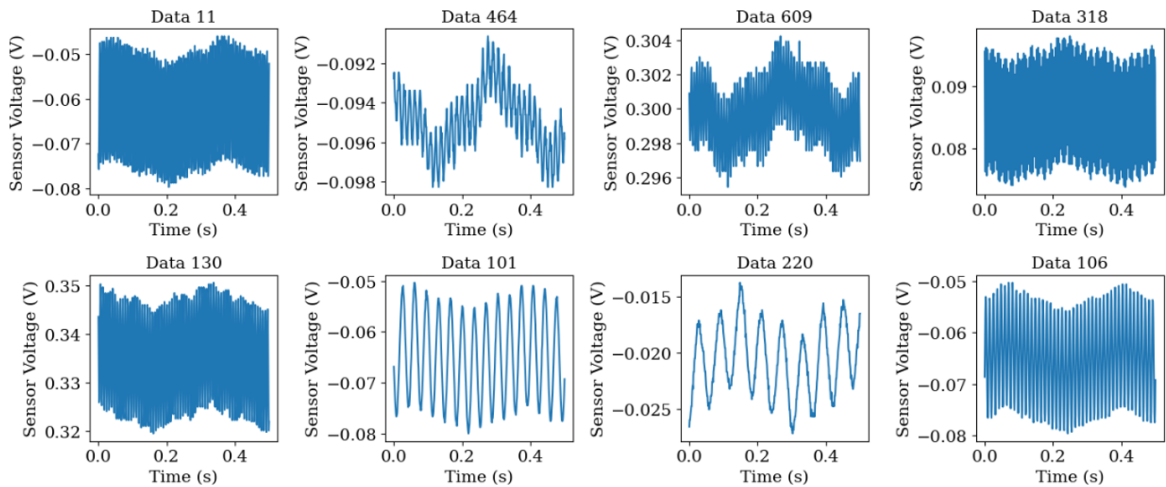 Data 11
Sensor Voltage (V)
−0.05
−0.06
−0.07
−0.08
0.0 0.2 0.4
Time (s)
Data 464
Sensor Voltage (V)
−0.092
−0.094
−0.096
−0.098
0.0 0.2 0.4
Time (s)
Data 609
Sensor Voltage (V)
0.304
0.302
0.300
0.298
0.296
0.0 0.2 0.4
Time (s)
Data 318
Sensor Voltage (V)
0.09
0.08
0.0 0.2 0.4
Time (s)
Data 130
Sensor Voltage (V)
0.35
0.34
0.33
0.32
0.0 0.2 0.4
Time (s)
Data 101
Sensor Voltage (V)
−0.05
−0.06
−0.07
−0.08
0.0 0.2 0.4
Time (s)
Data 220
Sensor Voltage (V)
−0.015
−0.020
−0.025
0.0 0.2 0.4
Time (s)
Data 106
Sensor Voltage (V)
−0.05
−0.06
−0.07
−0.08
0.0 0.2 0.4
Time (s)